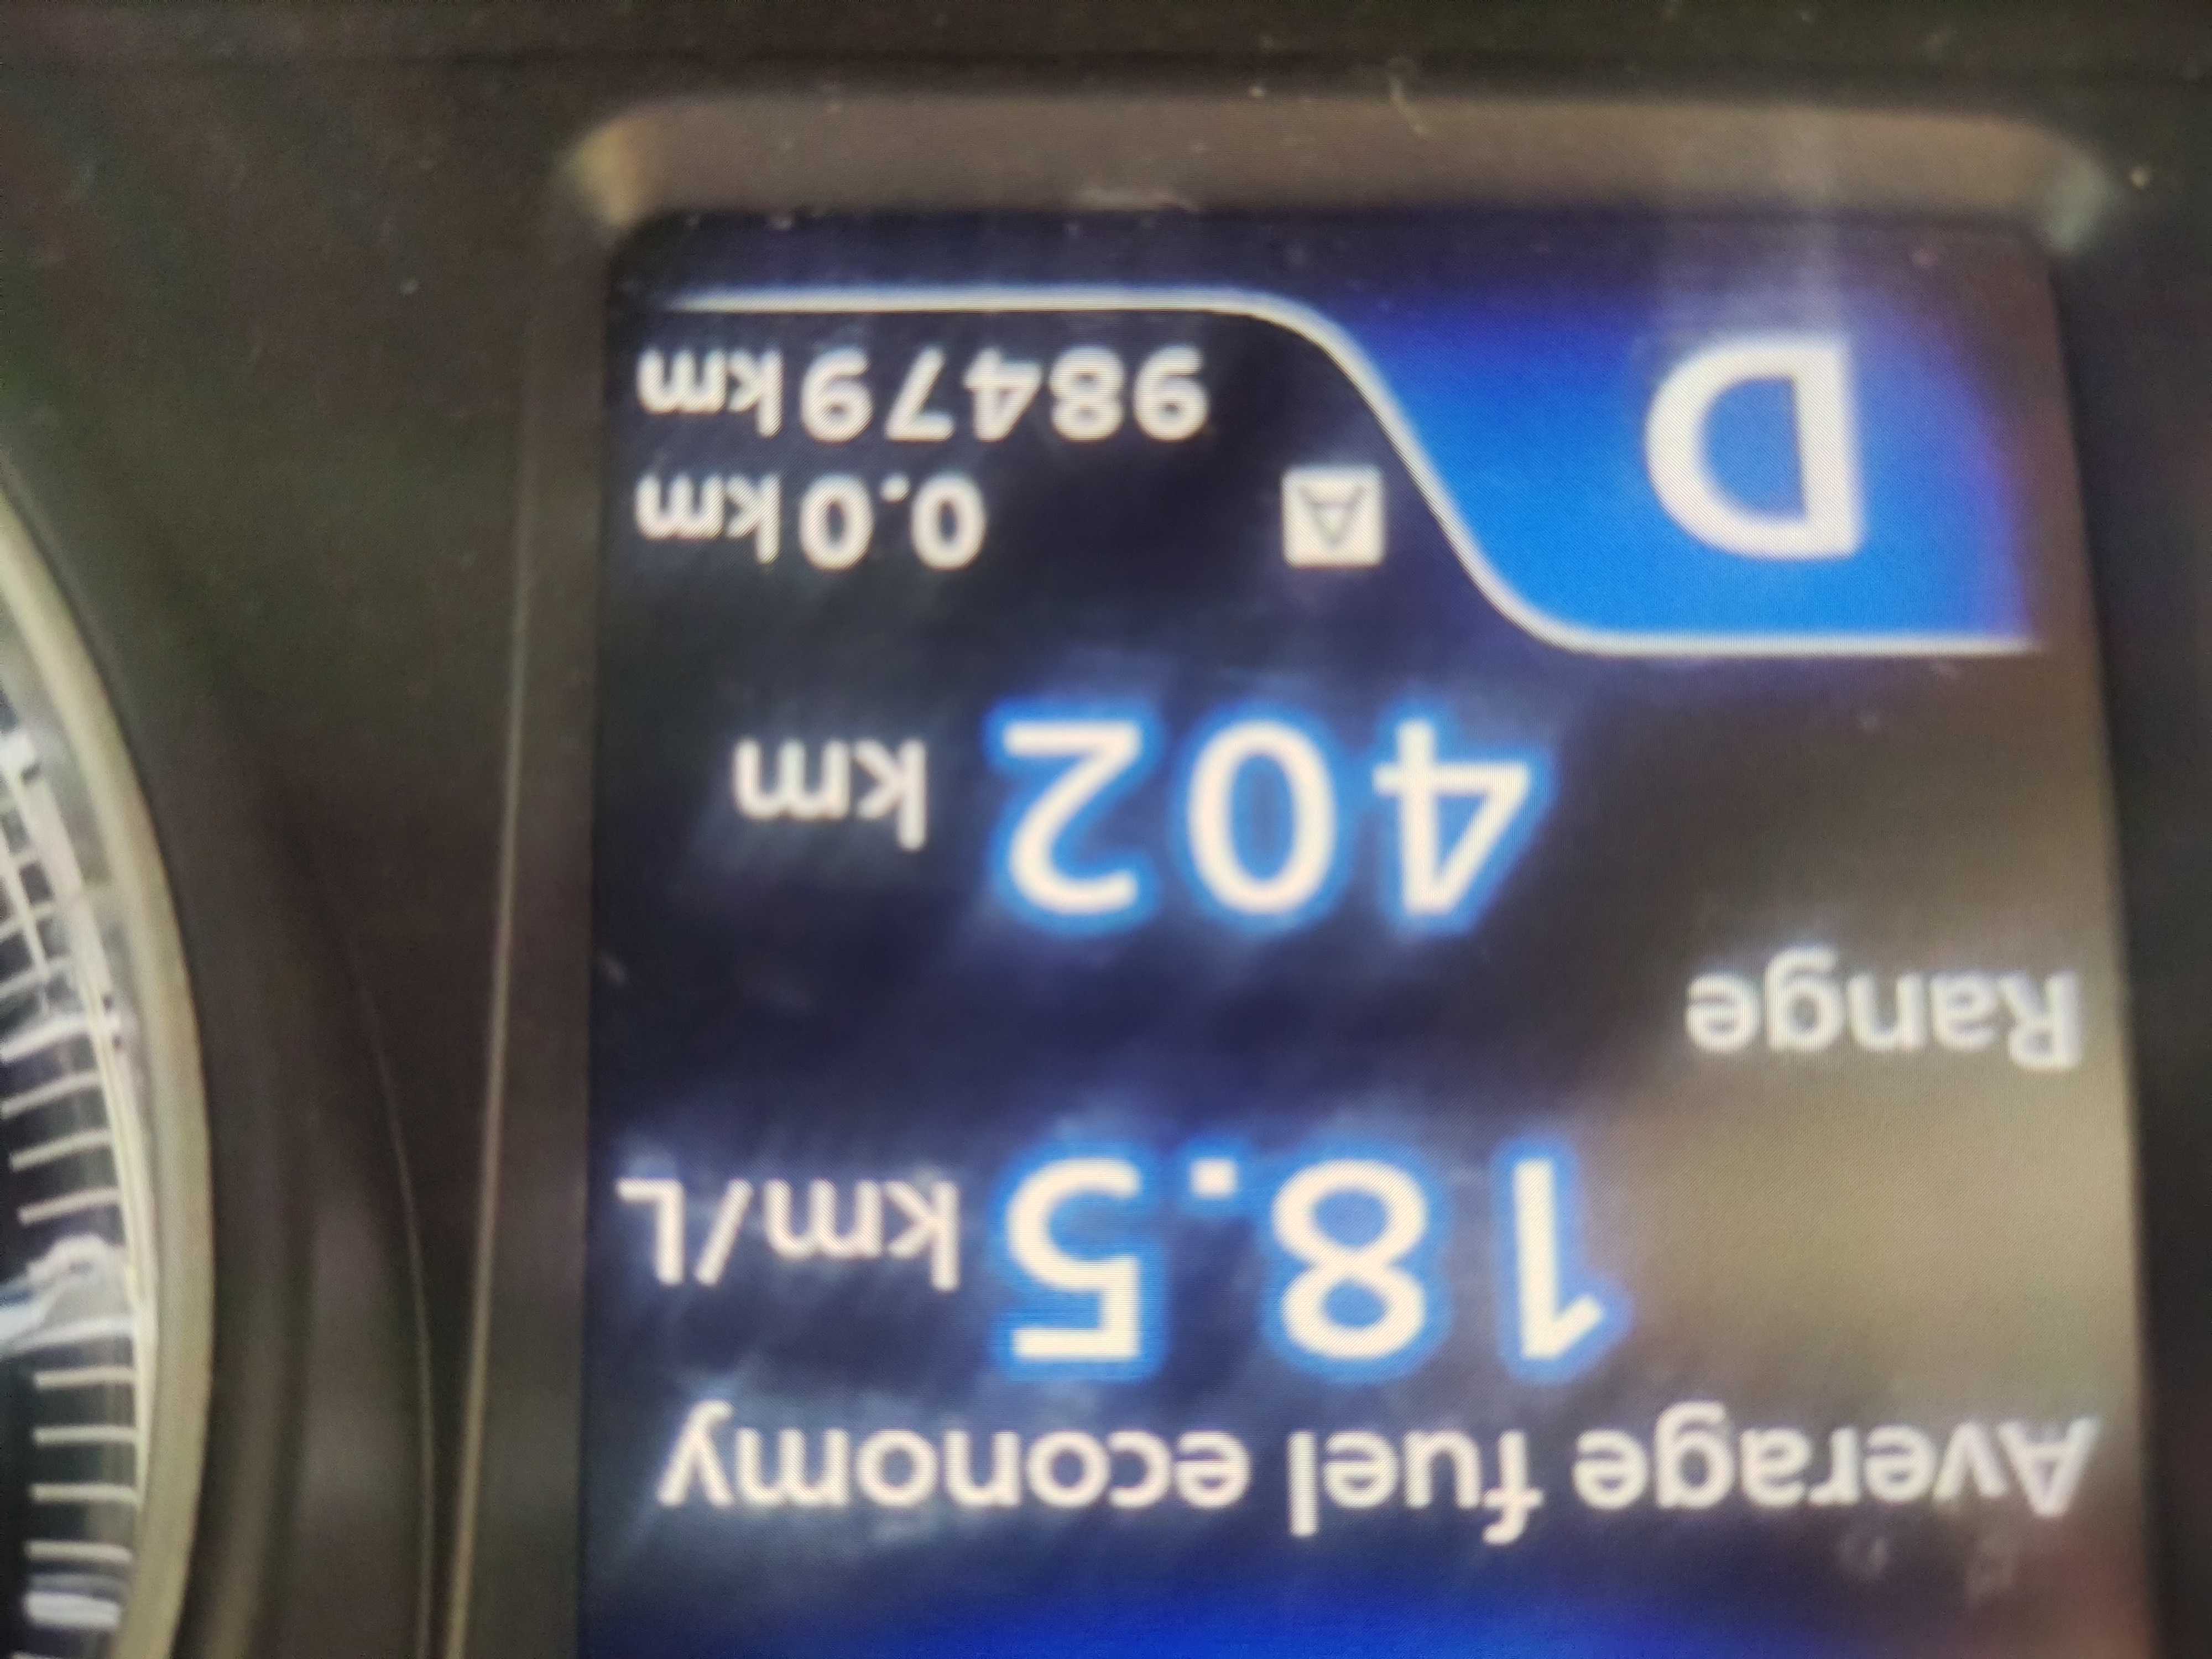 Average fuel economy
18.5 km/L
Range
402 km
A 0.0 km
D 98479 km